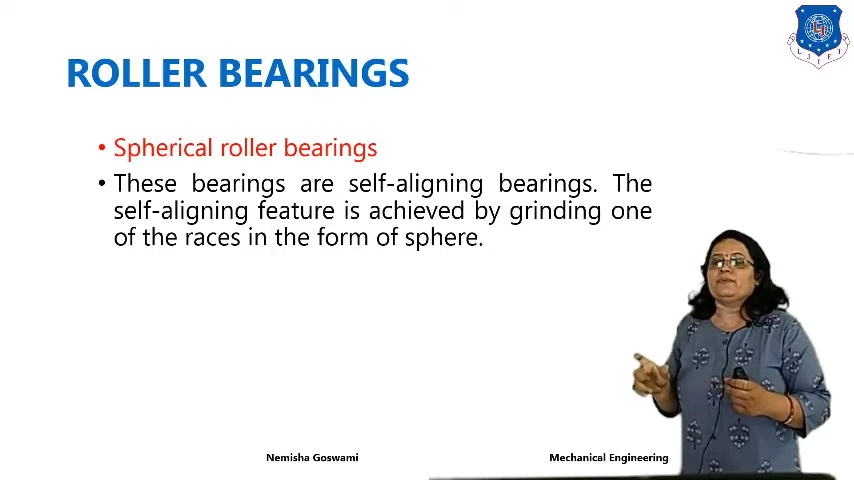 ROLLER BEARINGS
• Spherical roller bearings
• These bearings are self-aligning bearings. The
self-aligning feature is achieved by grinding one
of the races in the form of sphere.
Nemisha Goswami
Mechanical Engineering
LJIET